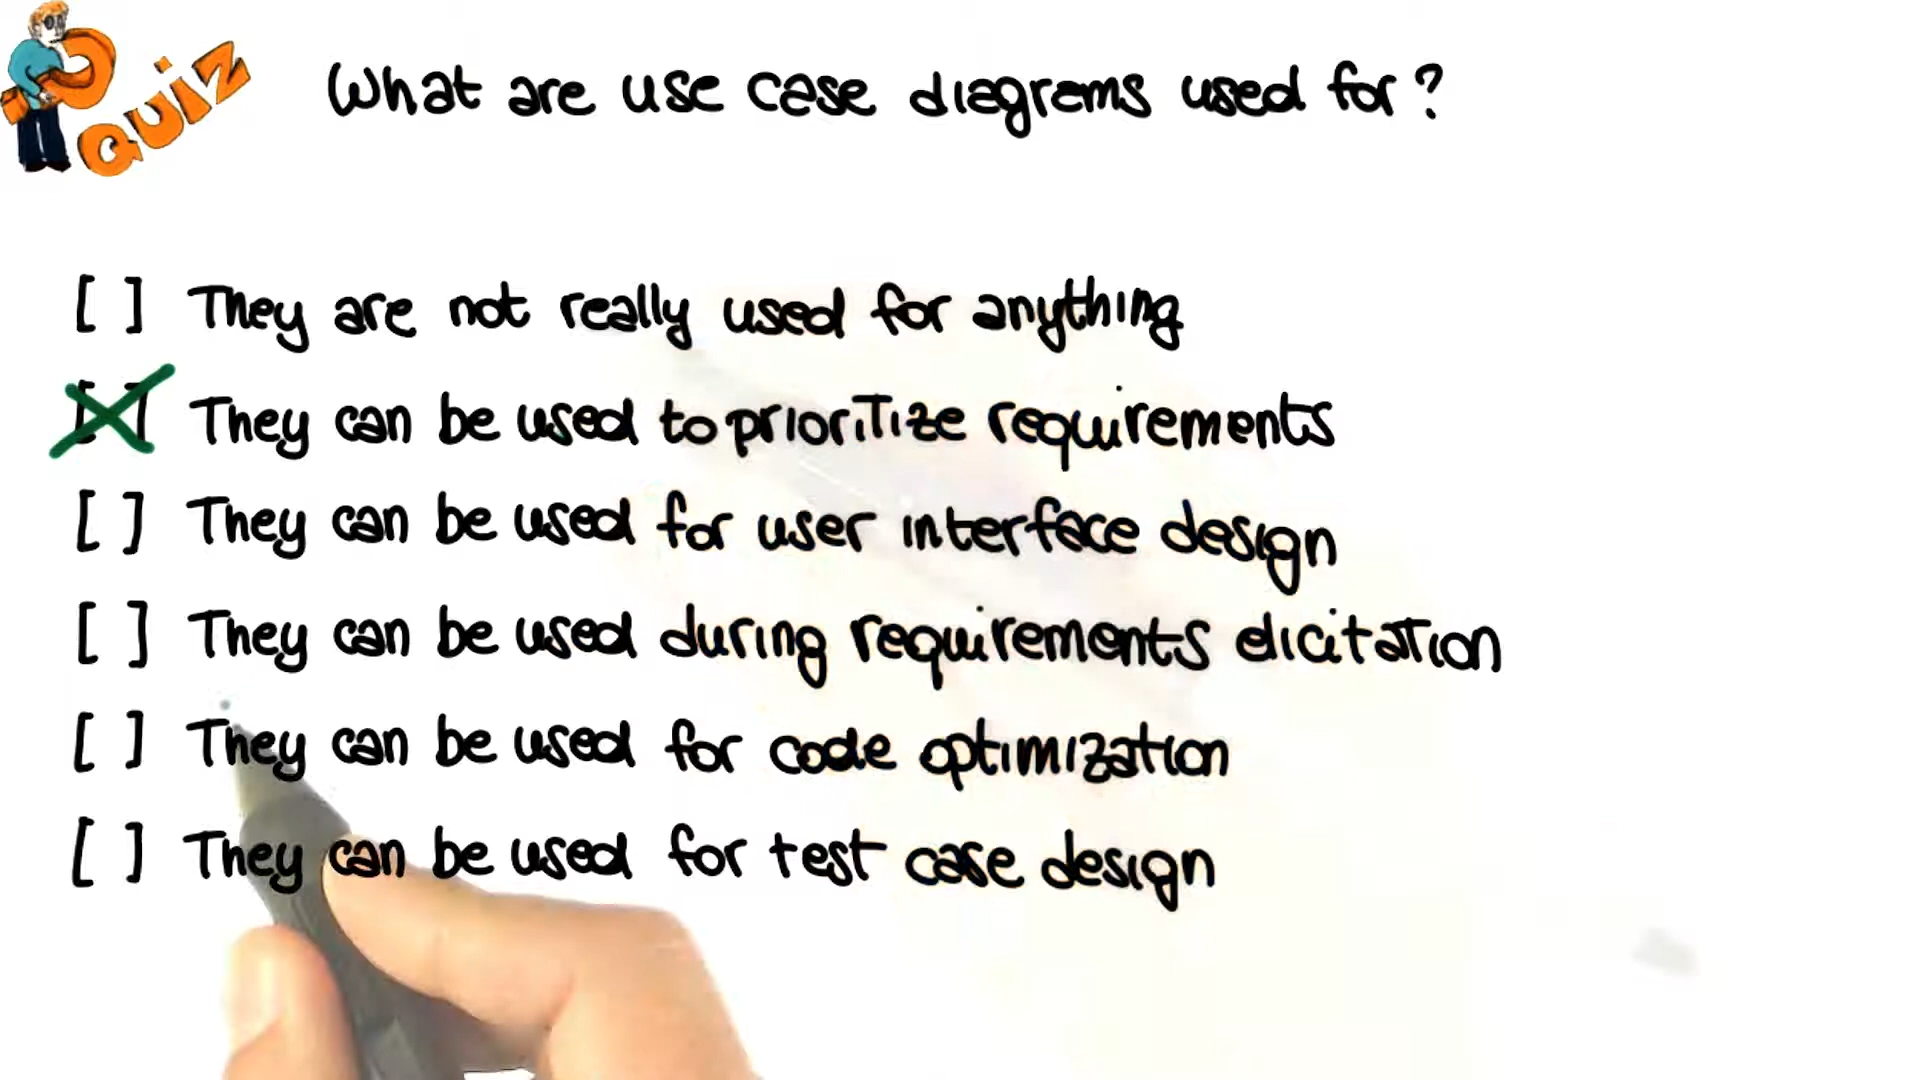 QUIZ
What are use case diagrams used for?
[ ] They are not really used for anything
[X] They can be used to prioritize requirements
[ ] They can be used for user interface design
[ ] They can be used during requirements elicitation
[ ] They can be used for code optimization
[ ] They can be used for test case design